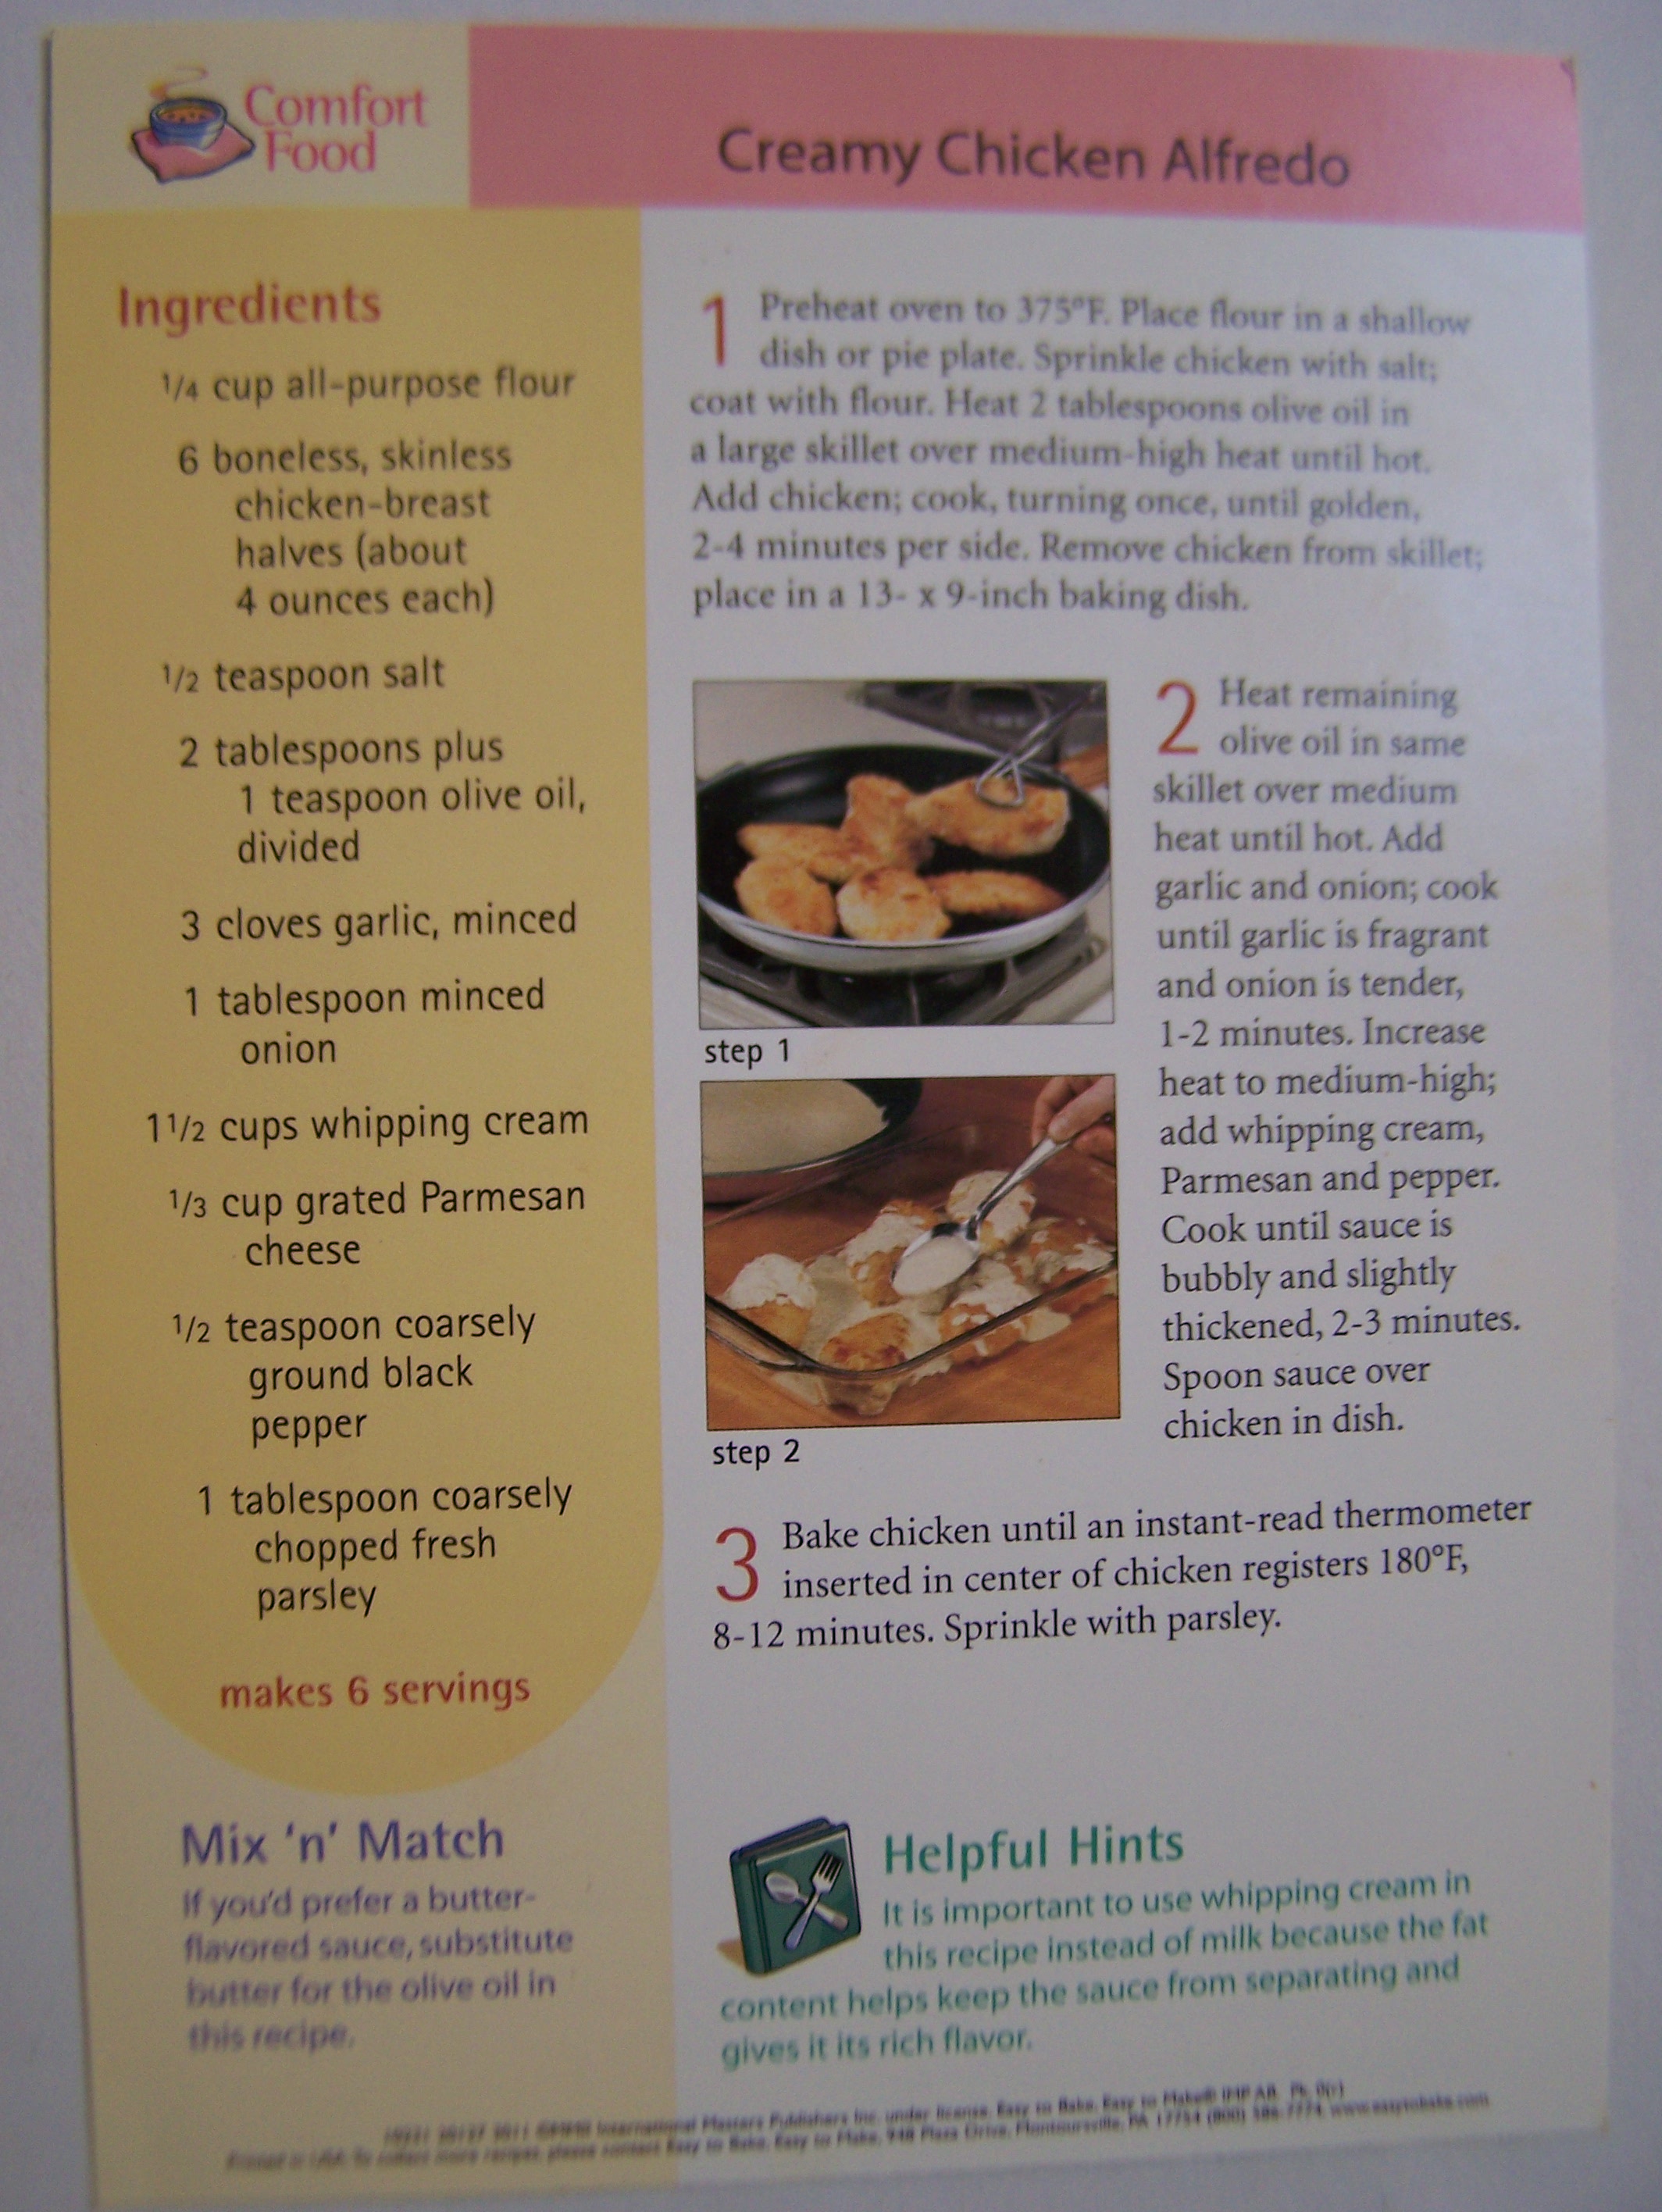 Comfort
Food
Creamy Chicken Alfredo
Ingredients
1/4 cup all-purpose flour
6 boneless, skinless
chicken-breast
halves (about
4 ounces each)
1/2 teaspoon salt
2 tablespoons plus
1 teaspoon olive oil,
divided
3 cloves garlic, minced
1 tablespoon minced
onion
1 1/2 cups whipping cream
1/3 cup grated Parmesan
cheese
1/2 teaspoon coarsely
ground black
pepper
1 tablespoon coarsely
chopped fresh
parsley
makes 6 servings
Mix 'n' Match
If you'd prefer a butter-
flavored sauce, substitute
butter for the olive oil in
this recipe.
1 Preheat oven to 375°F. Place flour in a shallow
dish or pie plate. Sprinkle chicken with salt;
coat with flour. Heat 2 tablespoons olive oil in
a large skillet over medium-high heat until hot.
Add chicken; cook, turning once, until golden,
2-4 minutes per side. Remove chicken from skillet;
place in a 13- x 9-inch baking dish.
step 1
step 2
2 Heat remaining
olive oil in same
skillet over medium
heat until hot. Add
garlic and onion; cook
until garlic is fragrant
and onion is tender,
1-2 minutes. Increase
heat to medium-high;
add whipping cream,
Parmesan and pepper.
Cook until sauce is
bubbly and slightly
thickened, 2-3 minutes.
Spoon sauce over
chicken in dish.
3 Bake chicken until an instant-read thermometer
inserted in center of chicken registers 180°F,
8-12 minutes. Sprinkle with parsley.
Helpful Hints
It is important to use whipping cream in
this recipe instead of milk because the fat
content helps keep the sauce from separating and
gives it its rich flavor.
International Masters Publishers Inc. under license. Easy to Bake, Easy to Make® IMP AB.
Printed in USA. To collect more recipes, please contact Easy to Bake, Easy to Make, 948 Plaza Drive, Montoursville, PA 17754 (800) www.easytobake.com